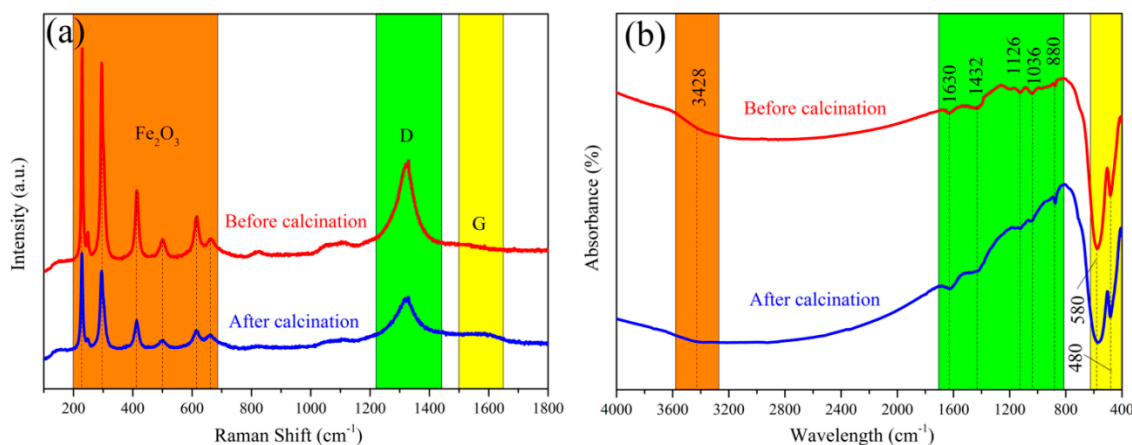 (a)
Fe₂O₃
D
G
Before calcination
After calcination
Intensity (a.u.)
200 400 600 800 1000 1200 1400 1600 1800
Raman Shift (cm⁻¹)
(b)
3428
1630
1432
1126
1036
880
Before calcination
After calcination
580
480
Absorbance (%)
4000 3600 3200 2800 2400 2000 1600 1200 800 400
Wavelength (cm⁻¹)